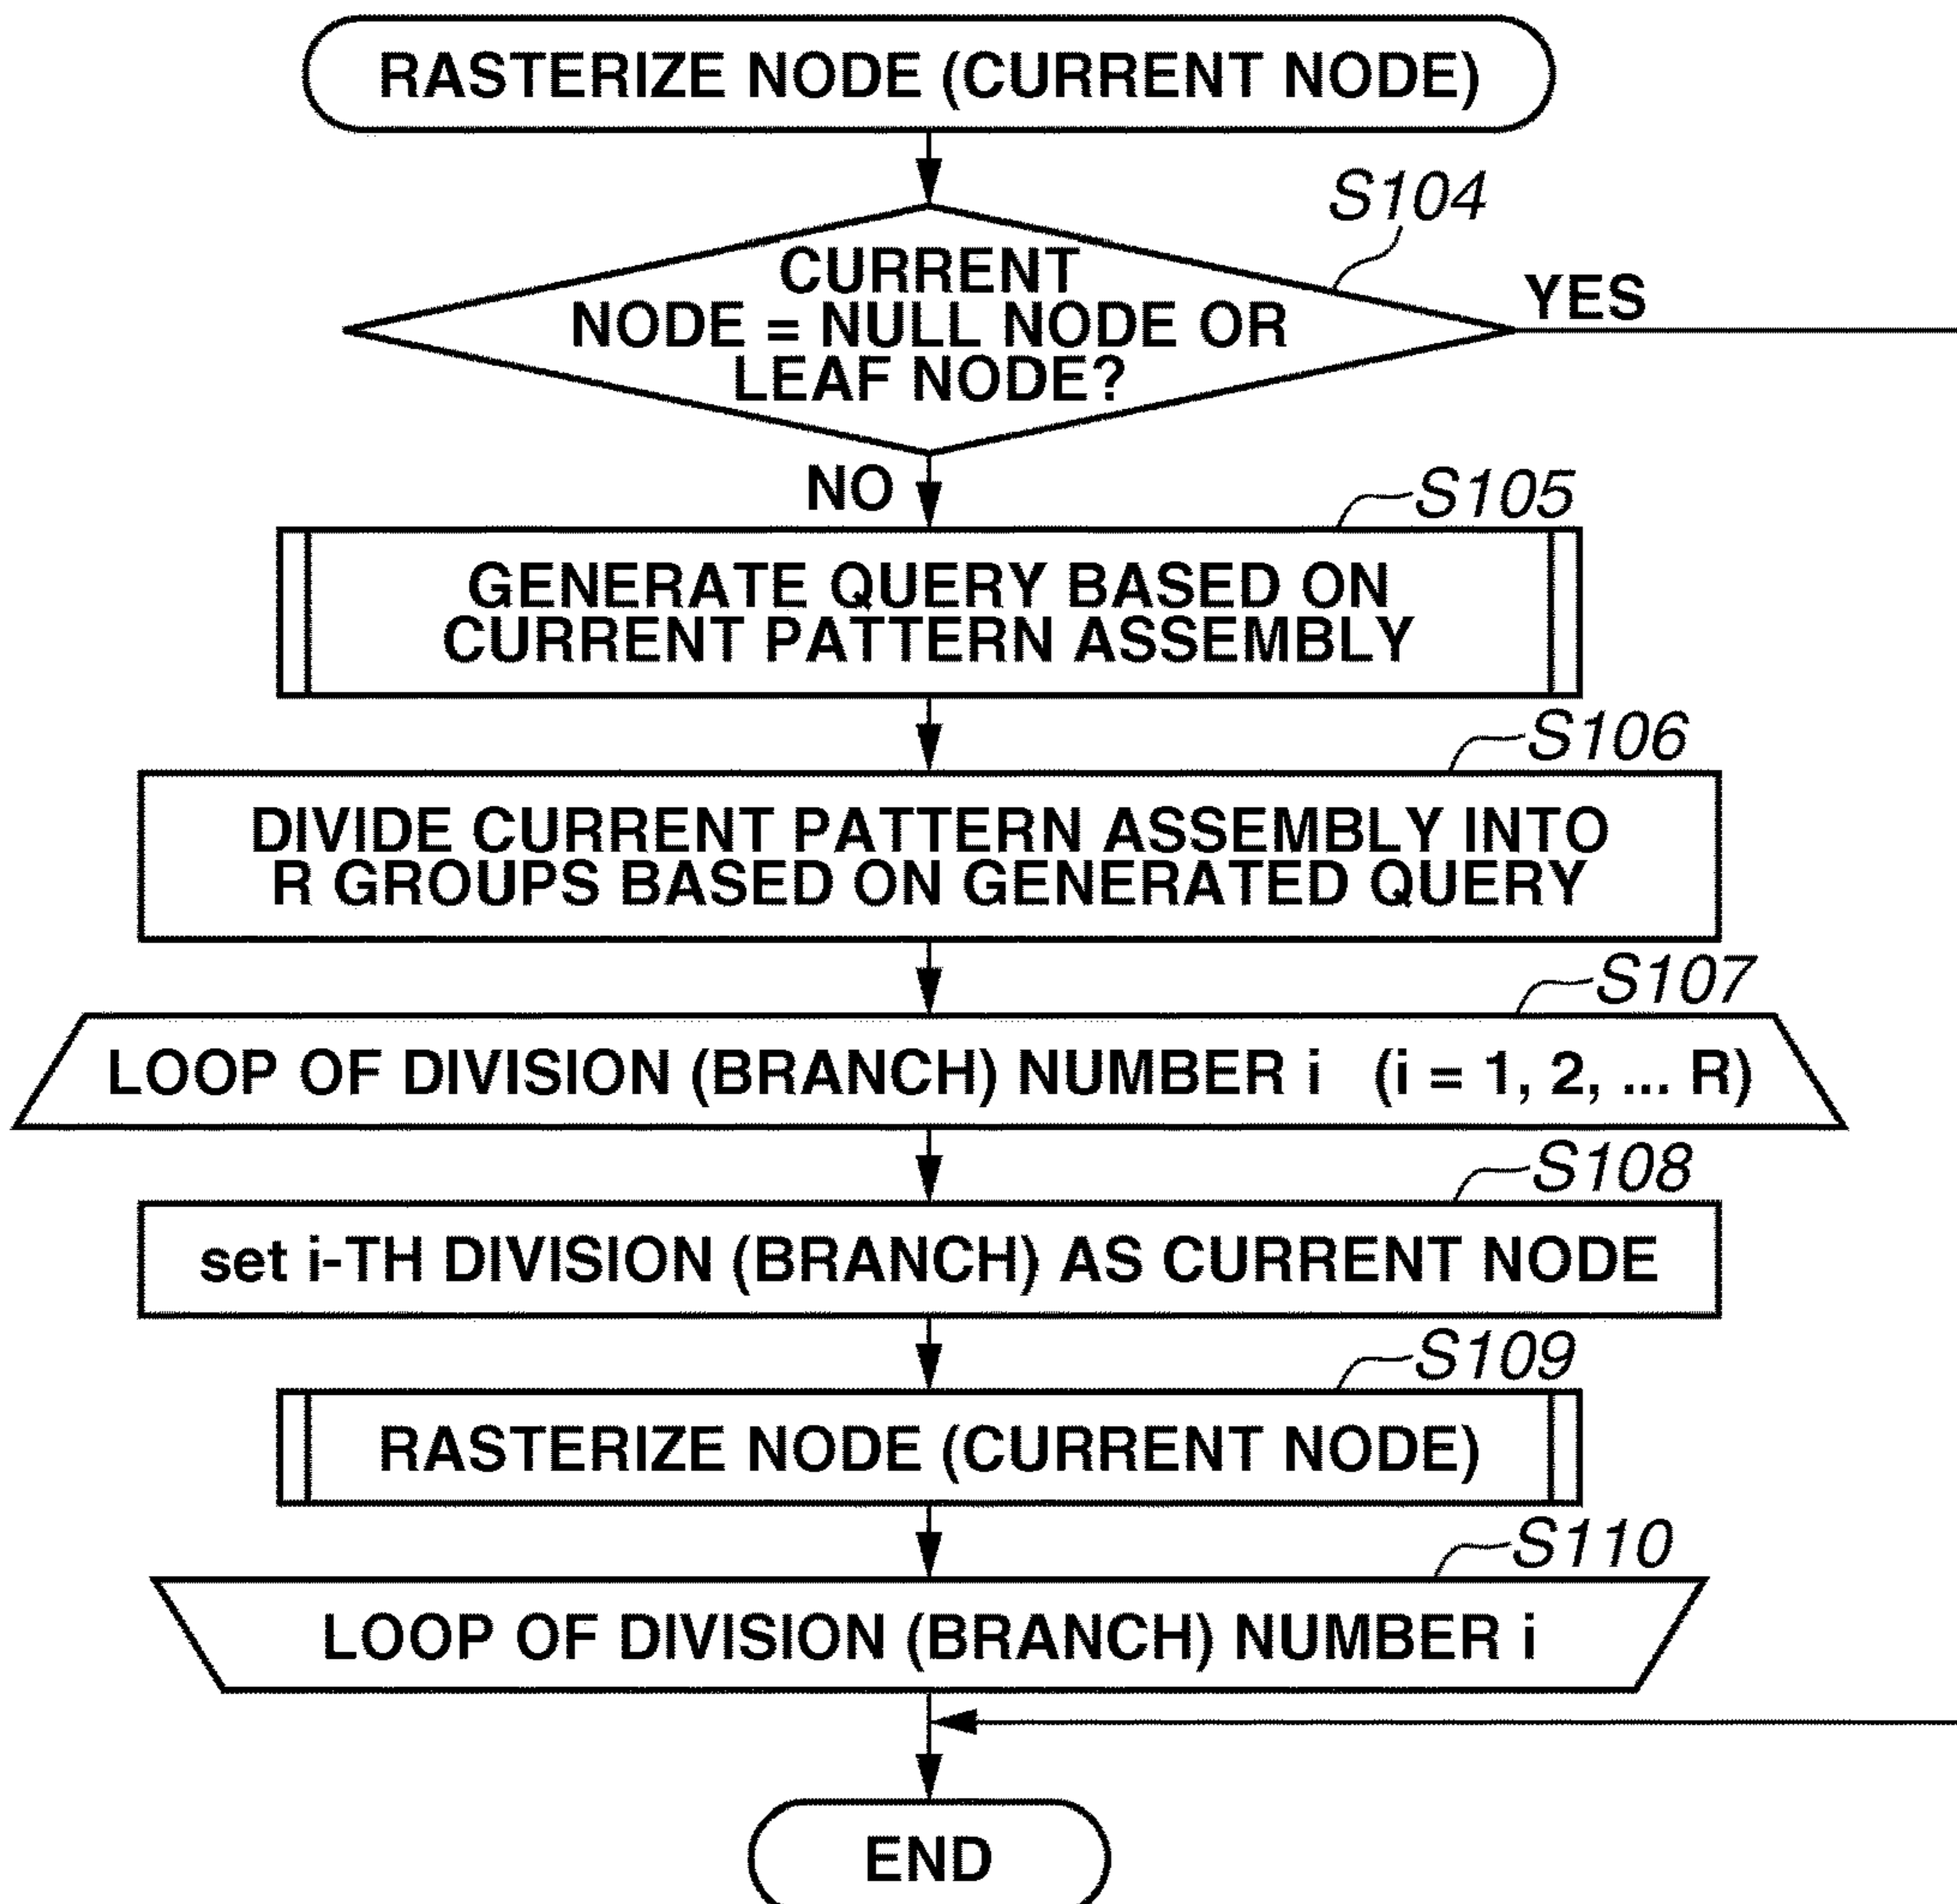 RASTERIZE NODE (CURRENT NODE)
S104
CURRENT
NODE = NULL NODE OR
LEAF NODE?
YES
NO
S105
GENERATE QUERY BASED ON
CURRENT PATTERN ASSEMBLY
S106
DIVIDE CURRENT PATTERN ASSEMBLY INTO
R GROUPS BASED ON GENERATED QUERY
S107
LOOP OF DIVISION (BRANCH) NUMBER i (i = 1, 2, ... R)
S108
set i-TH DIVISION (BRANCH) AS CURRENT NODE
S109
RASTERIZE NODE (CURRENT NODE)
S110
LOOP OF DIVISION (BRANCH) NUMBER i
END